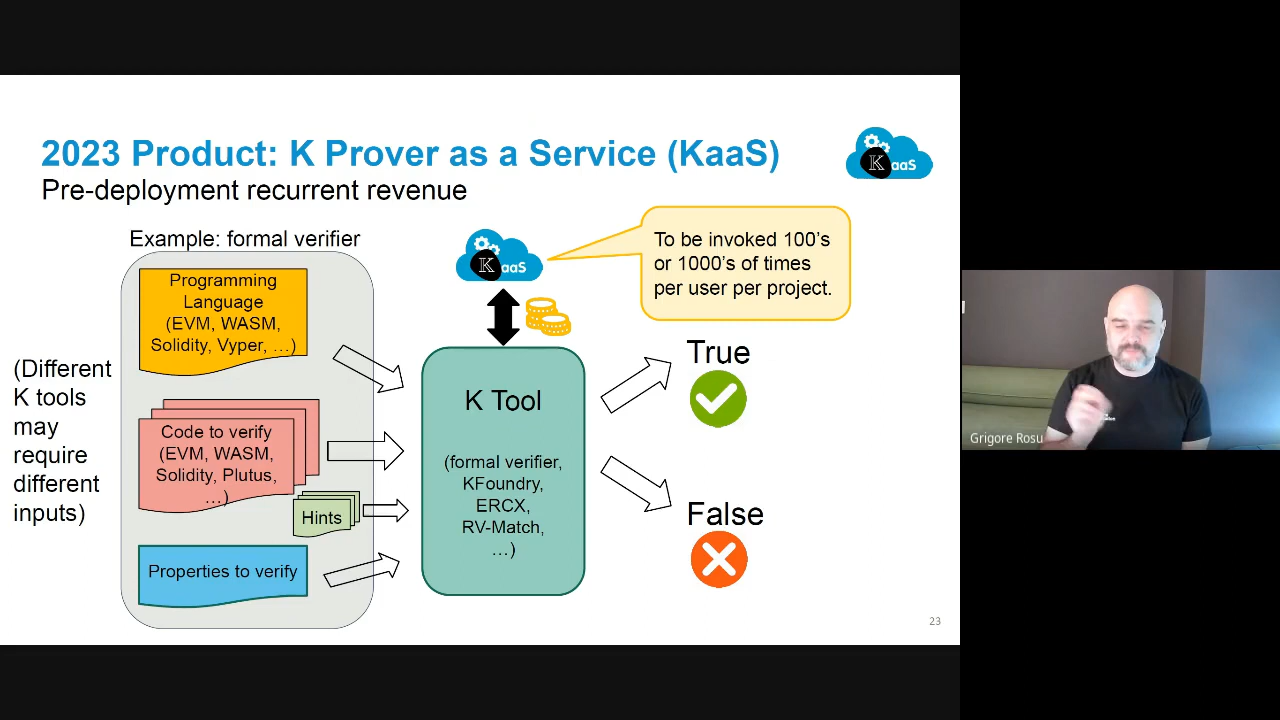 2023 Product: K Prover as a Service (KaaS)
Pre-deployment recurrent revenue
KaaS
Example: formal verifier
Programming
Language
(EVM, WASM,
Solidity, Vyper, …)
(Different
K tools
may
require
different
inputs)
Code to verify
(EVM, WASM,
Solidity, Plutus,
…)
Hints
Properties to verify
KaaS
To be invoked 100's
or 1000's of times
per user per project.
K Tool
(formal verifier,
KFoundry,
ERCX,
RV-Match,
…)
True
False
23
Grigore Rosu